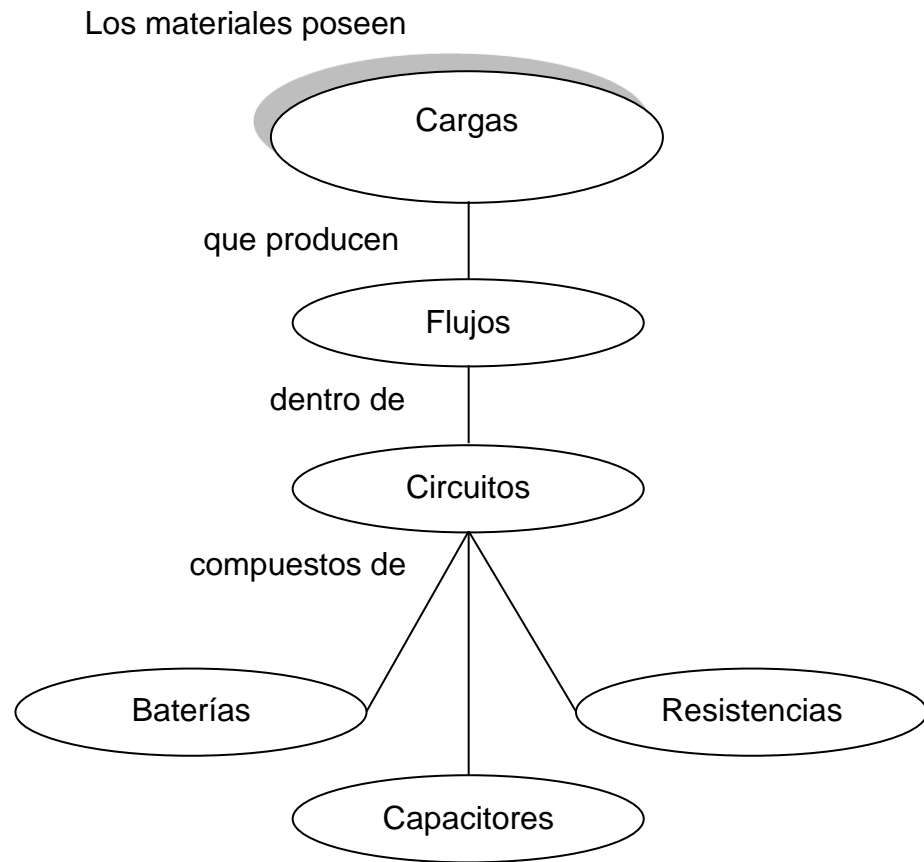 Los materiales poseen
Cargas
que producen
Flujos
dentro de
Circuitos
compuestos de
Baterías
Resistencias
Capacitores